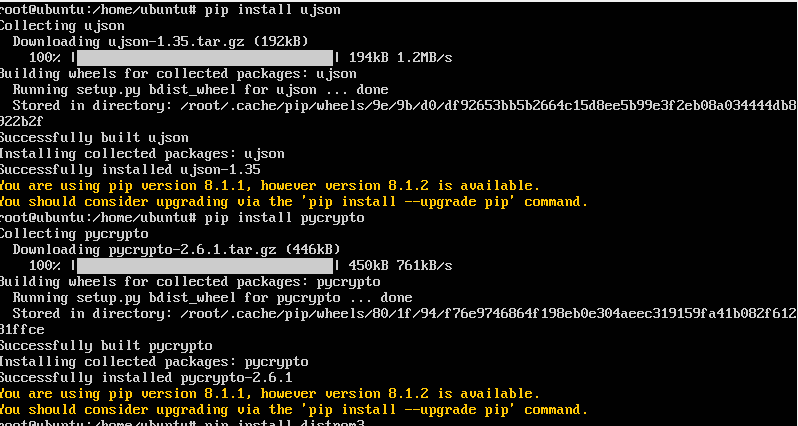 root@ubuntu:/home/ubuntu# pip install ujson
Collecting ujson
  Downloading ujson-1.35.tar.gz (192kB)
    100% |████████████████████████████████| 194kB 1.2MB/s
Building wheels for collected packages: ujson
  Running setup.py bdist_wheel for ujson ... done
  Stored in directory: /root/.cache/pip/wheels/9e/9b/d0/df92653bb5b2664c15d8ee5b99e3f2eb08a034444db8
922b2f
Successfully built ujson
Installing collected packages: ujson
Successfully installed ujson-1.35
You are using pip version 8.1.1, however version 8.1.2 is available.
You should consider upgrading via the 'pip install --upgrade pip' command.
root@ubuntu:/home/ubuntu# pip install pycrypto
Collecting pycrypto
  Downloading pycrypto-2.6.1.tar.gz (446kB)
    100% |████████████████████████████████| 450kB 761kB/s
Building wheels for collected packages: pycrypto
  Running setup.py bdist_wheel for pycrypto ... done
  Stored in directory: /root/.cache/pip/wheels/80/1f/94/f76e9746864f198eb0e304aeec319159fa41b082f612
31ffce
Successfully built pycrypto
Installing collected packages: pycrypto
Successfully installed pycrypto-2.6.1
You are using pip version 8.1.1, however version 8.1.2 is available.
You should consider upgrading via the 'pip install --upgrade pip' command.
root@ubuntu:/home/ubuntu# pip install distrom3